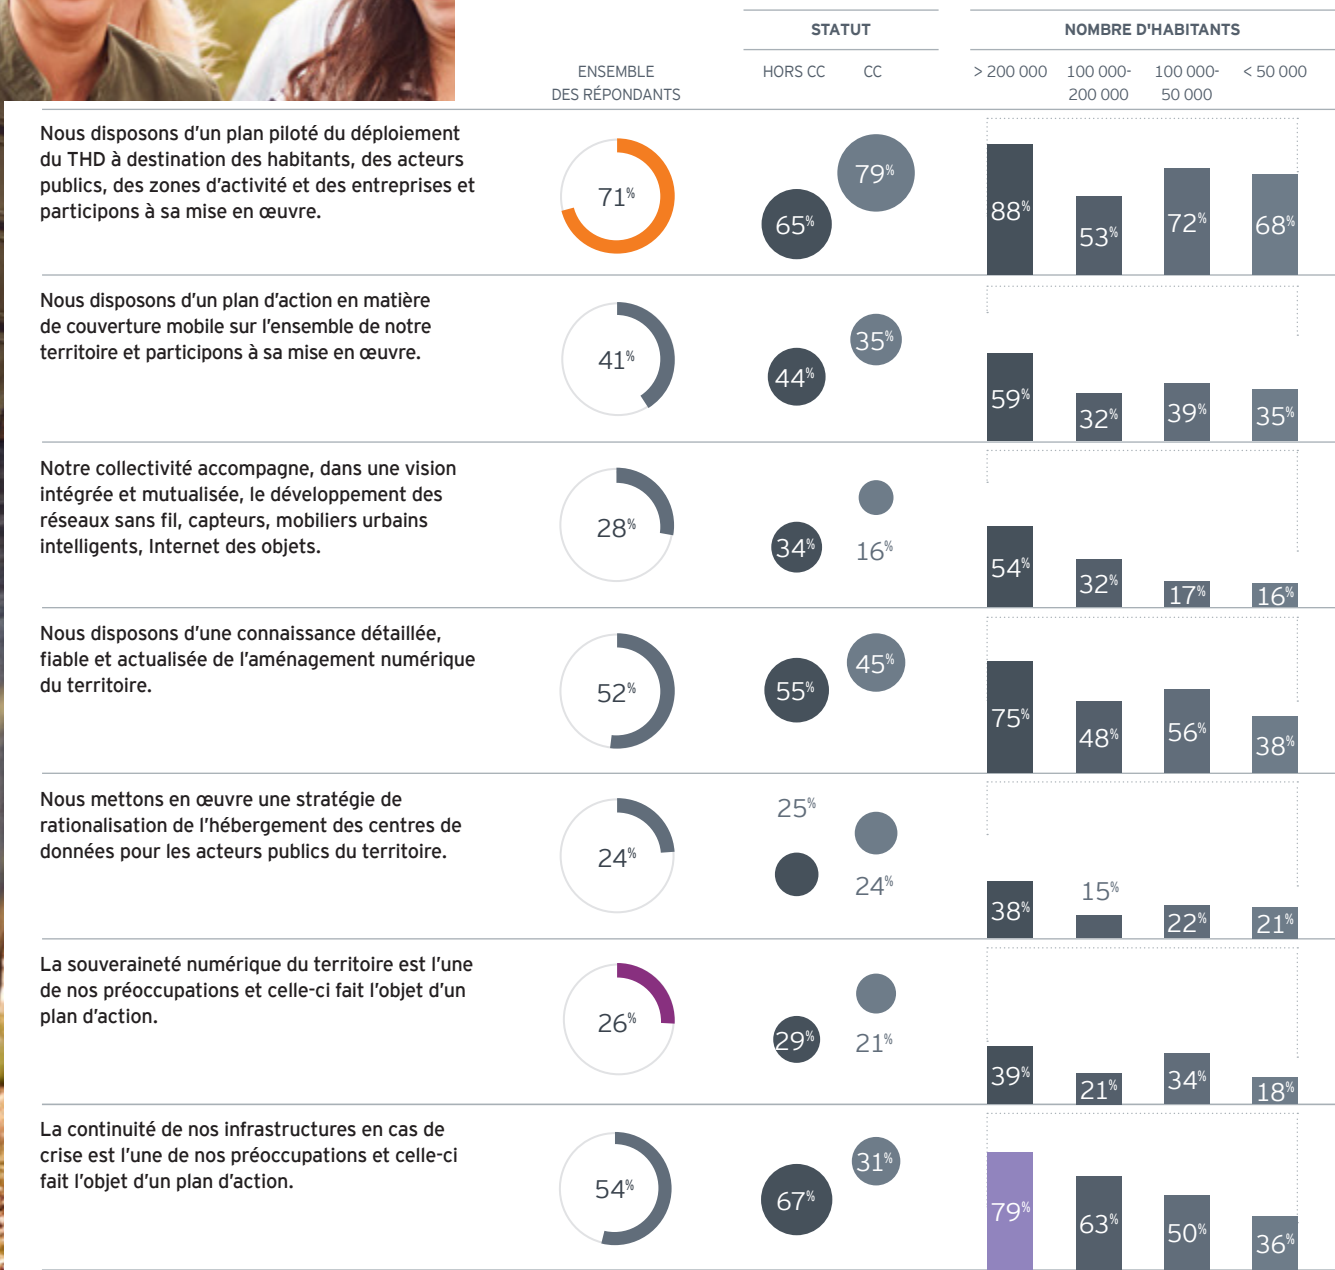 STATUT
NOMBRE D'HABITANTS
ENSEMBLE
DES RÉPONDANTS
HORS CC
CC
> 200 000
100 000-
200 000
100 000-
50 000
< 50 000
Nous disposons d'un plan piloté du déploiement
du THD à destination des habitants, des acteurs
publics, des zones d'activité et des entreprises et
participons à sa mise en œuvre.
71%
65%
79%
88%
53%
72%
68%
Nous disposons d'un plan d'action en matière
de couverture mobile sur l'ensemble de notre
territoire et participons à sa mise en œuvre.
41%
44%
35%
59%
32%
39%
35%
Notre collectivité accompagne, dans une vision
intégrée et mutualisée, le développement des
réseaux sans fil, capteurs, mobiliers urbains
intelligents, Internet des objets.
28%
34%
16%
54%
32%
17%
16%
Nous disposons d'une connaissance détaillée,
fiable et actualisée de l'aménagement numérique
du territoire.
52%
55%
45%
75%
48%
56%
38%
Nous mettons en œuvre une stratégie de
rationalisation de l'hébergement des centres de
données pour les acteurs publics du territoire.
24%
25%
24%
38%
15%
22%
21%
La souveraineté numérique du territoire est l'une
de nos préoccupations et celle-ci fait l'objet d'un
plan d'action.
26%
29%
21%
39%
21%
34%
18%
La continuité de nos infrastructures en cas de
crise est l'une de nos préoccupations et celle-ci
fait l'objet d'un plan d'action.
54%
67%
31%
79%
63%
50%
36%